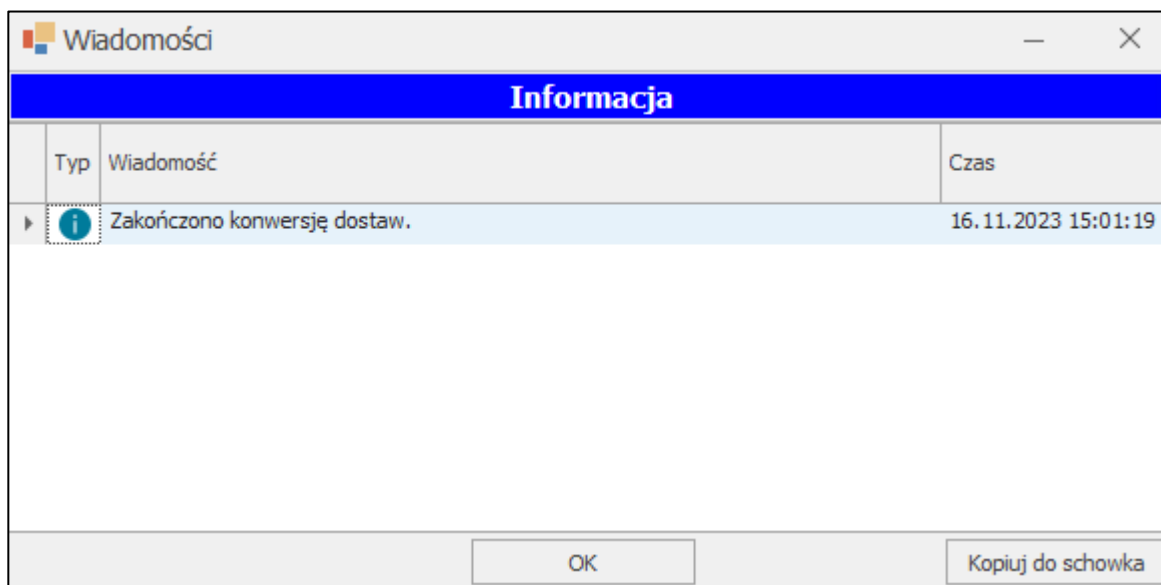 Wiadomości
Informacja
Typ Wiadomość Czas
Zakończono konwersję dostaw. 16.11.2023 15:01:19
OK Kopiuj do schowka